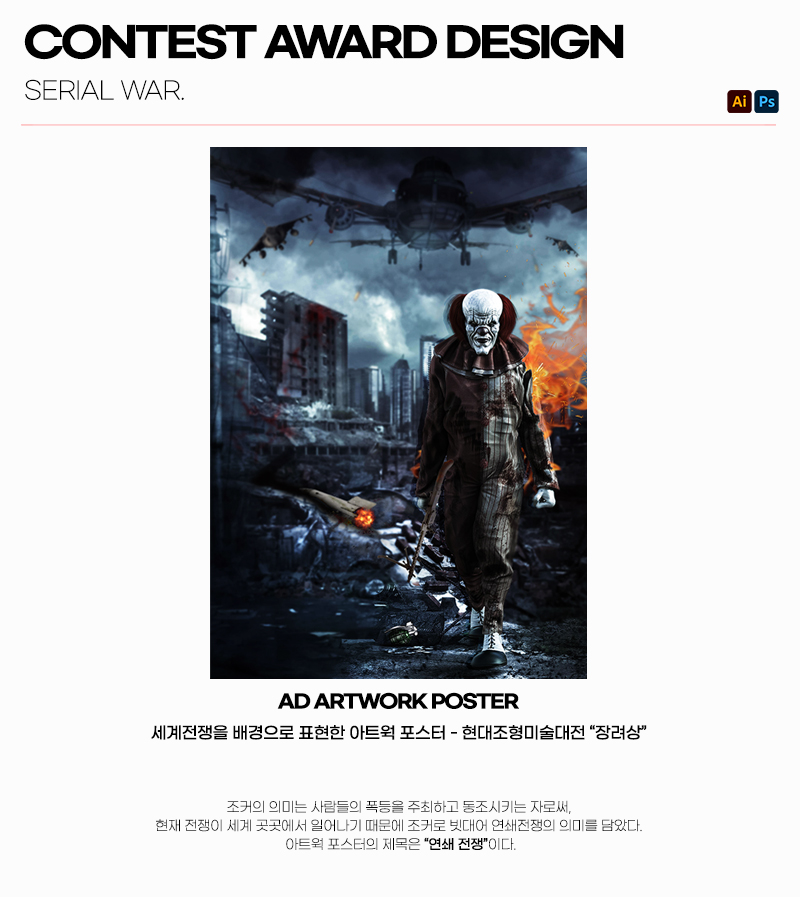 CONTEST AWARD DESIGN
SERIAL WAR.
Ai Ps
AD ARTWORK POSTER
세계전쟁을 배경으로 표현한 아트웍 포스터 - 현대조형미술대전 “장려상”
조커의 의미는 사람들의 폭등을 주최하고 동조시키는 자로써,
현재 전쟁이 세계 곳곳에서 일어나기 때문에 조커로 빗대어 연쇄전쟁의 의미를 담았다.
아트웍 포스터의 제목은 “연쇄 전쟁”이다.